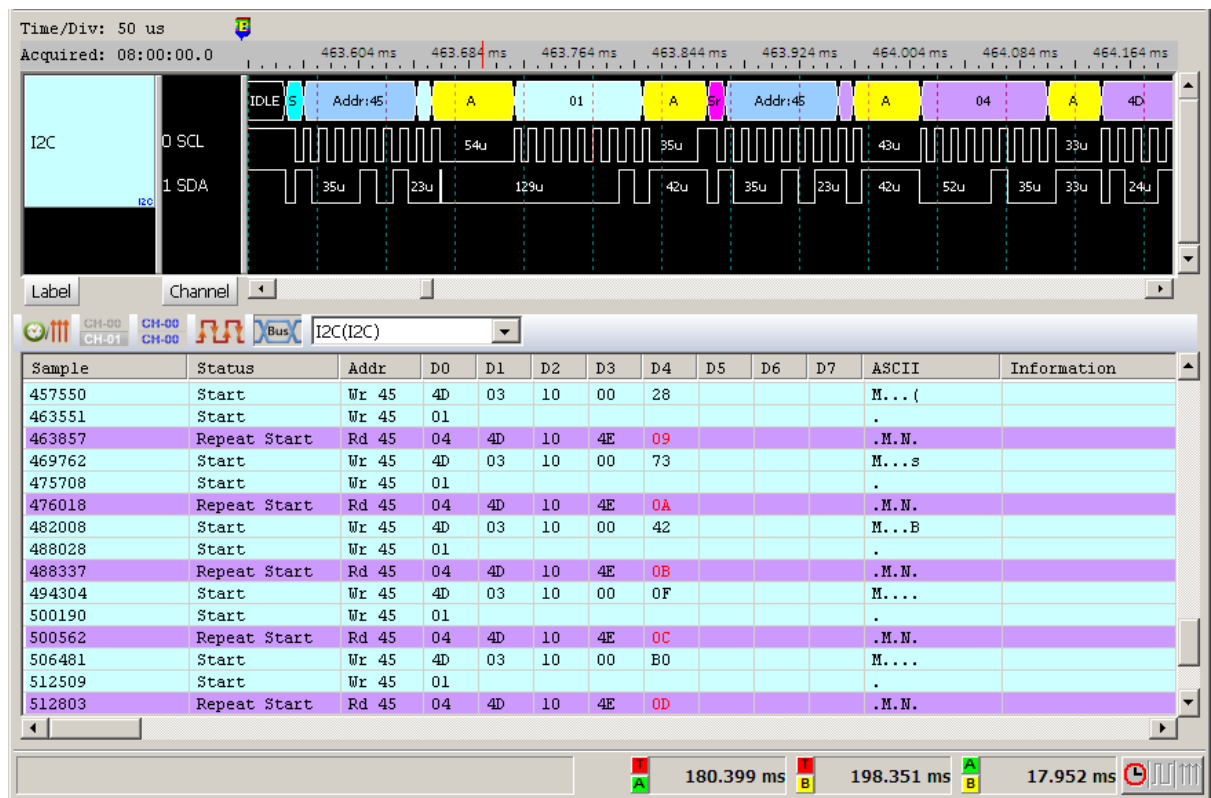 Time/Div: 50 us
B
Acquired: 08:00:00.0 463.604 ms 463.684 ms 463.764 ms 463.844 ms 463.924 ms 464.004 ms 464.084 ms 464.164 ms
IDLE S Addr:45 A 01 A Sr Addr:45 A 04 A 4D
I2C 0 SCL 54u 35u 43u 33u
1 SDA 35u 23u 129u 42u 35u 23u 42u 52u 35u 33u 24u
I2C
Label Channel
CH-00 CH-00 Bus I2C(I2C)
CH-01 CH-00
Sample Status Addr D0 D1 D2 D3 D4 D5 D6 D7 ASCII Information
457550 Start Wr 45 4D 03 10 00 28 M...(
463551 Start Wr 45 01 .
463857 Repeat Start Rd 45 04 4D 10 4E 09 .M.N.
469762 Start Wr 45 4D 03 10 00 73 M...s
475708 Start Wr 45 01 .
476018 Repeat Start Rd 45 04 4D 10 4E 0A .M.N.
482008 Start Wr 45 4D 03 10 00 42 M...B
488028 Start Wr 45 01 .
488337 Repeat Start Rd 45 04 4D 10 4E 0B .M.N.
494304 Start Wr 45 4D 03 10 00 0F M....
500190 Start Wr 45 01 .
500562 Repeat Start Rd 45 04 4D 10 4E 0C .M.N.
506481 Start Wr 45 4D 03 10 00 B0 M....
512509 Start Wr 45 01 .
512803 Repeat Start Rd 45 04 4D 10 4E 0D .M.N.
T A 180.399 ms T B 198.351 ms A B 17.952 ms